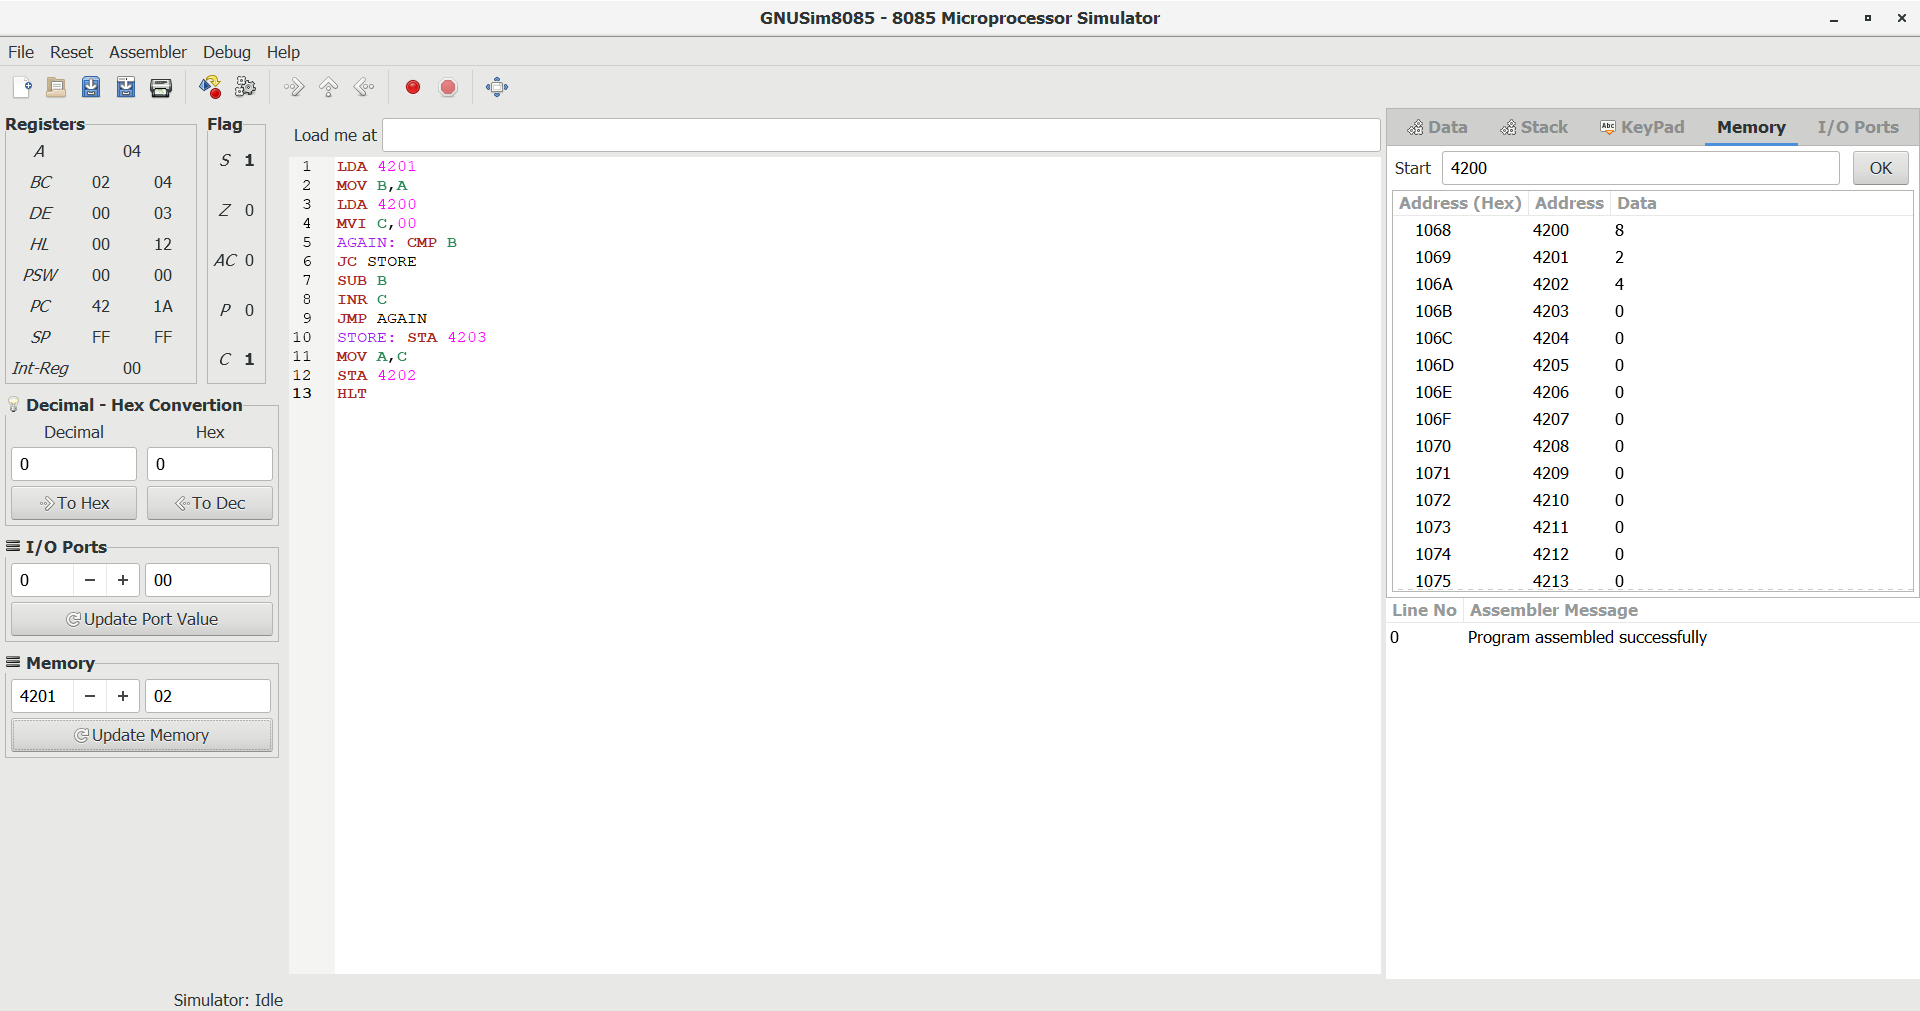 GNUSim8085 - 8085 Microprocessor Simulator
File Reset Assembler Debug Help
Registers
A 04
BC 02 04
DE 00 03
HL 00 12
PSW 00 00
PC 42 1A
SP FF FF
Int-Reg 00
Flag
S 1
Z 0
AC 0
P 0
C 1
Decimal - Hex Convertion
Decimal Hex
0 0
To Hex To Dec
I/O Ports
0 − + 00
Update Port Value
Memory
4201 − + 02
Update Memory
Load me at
1 LDA 4201
2 MOV B,A
3 LDA 4200
4 MVI C,00
5 AGAIN: CMP B
6 JC STORE
7 SUB B
8 INR C
9 JMP AGAIN
10 STORE: STA 4203
11 MOV A,C
12 STA 4202
13 HLT
Data Stack Abc KeyPad Memory I/O Ports
Start 4200 OK
Address (Hex) Address Data
1068 4200 8
1069 4201 2
106A 4202 4
106B 4203 0
106C 4204 0
106D 4205 0
106E 4206 0
106F 4207 0
1070 4208 0
1071 4209 0
1072 4210 0
1073 4211 0
1074 4212 0
1075 4213 0
Line No Assembler Message
0 Program assembled successfully
Simulator: Idle